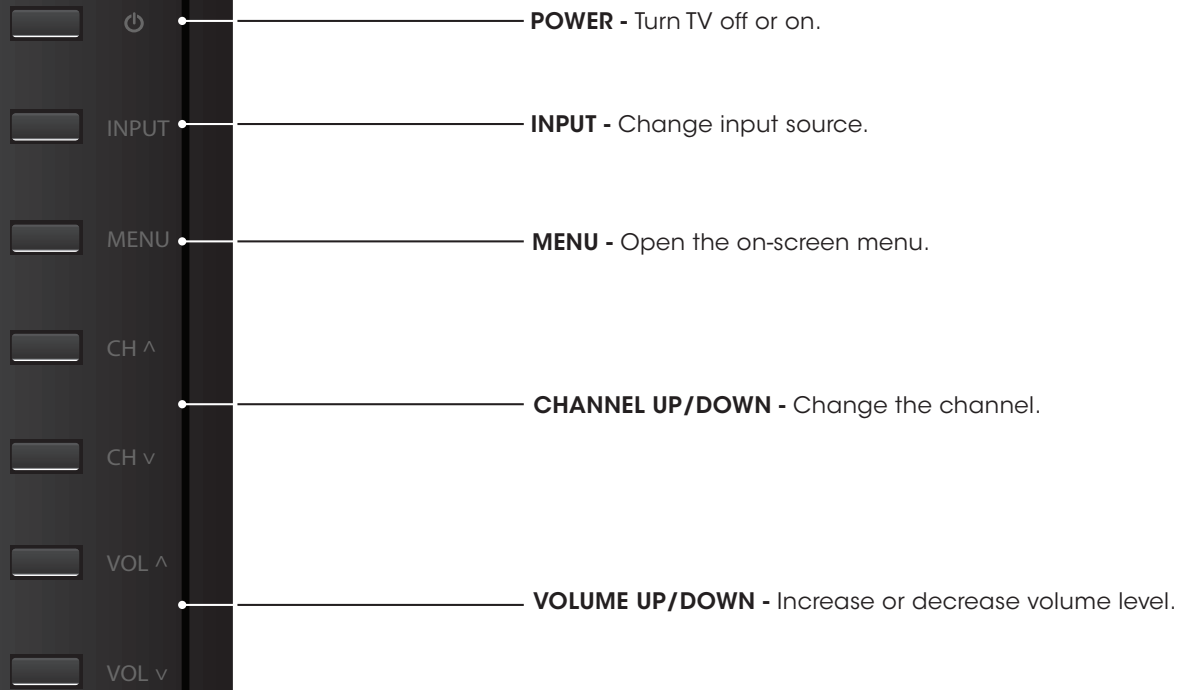 POWER - Turn TV off or on.
INPUT
INPUT - Change input source.
MENU
MENU - Open the on-screen menu.
CH ^
CHANNEL UP/DOWN - Change the channel.
CH v
VOL ^
VOLUME UP/DOWN - Increase or decrease volume level.
VOL v